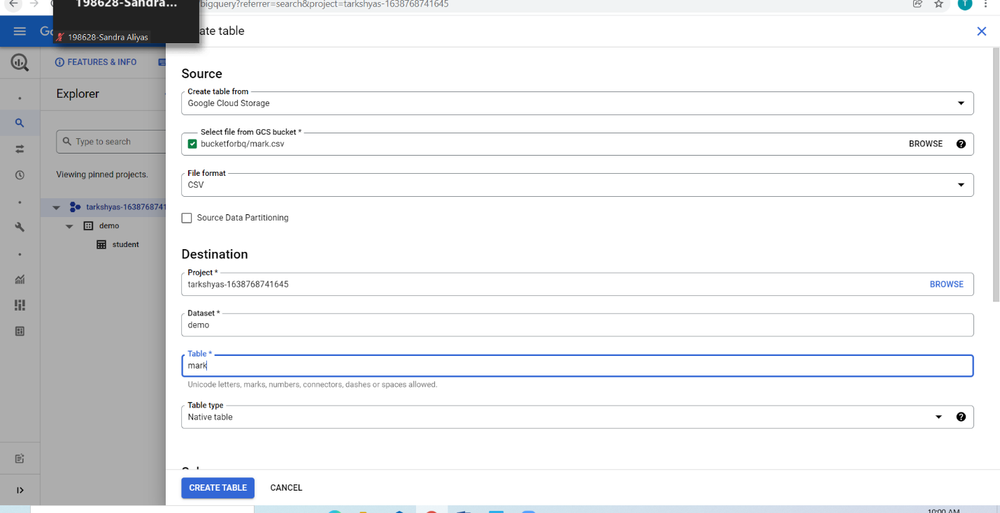 198628-Sandra...
/bigquery?referrer=search&project=tarkshyas-1638768741645
T
198628-Sandra Aliyas
Go
ate table
FEATURES & INFO
Explorer
Type to search
Viewing pinned projects.
tarkshyas-163876874
demo
student
Source
Create table from
Google Cloud Storage
Select file from GCS bucket *
bucketforbq/mark.csv
BROWSE
File format
CSV
Source Data Partitioning
Destination
Project *
tarkshyas-1638768741645
BROWSE
Dataset *
demo
Table *
mark
Unicode letters, marks, numbers, connectors, dashes or spaces allowed.
Table type
Native table
CREATE TABLE
CANCEL
10:00 AM